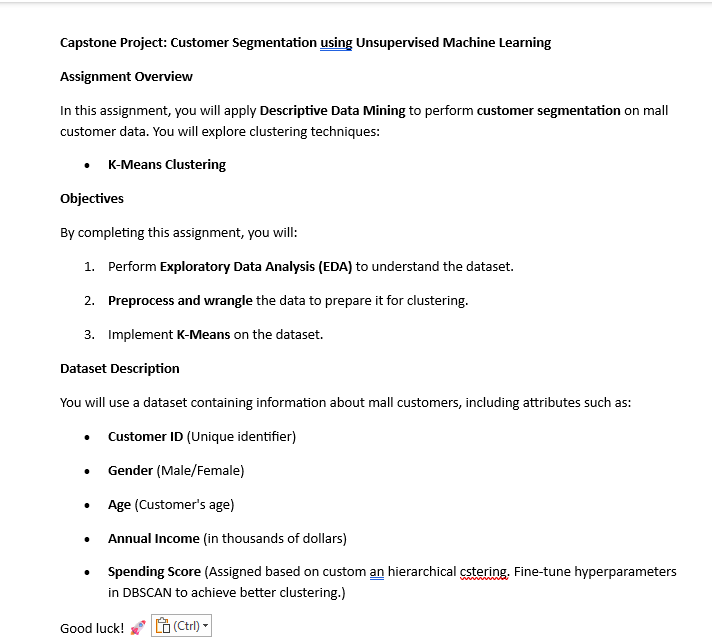 Capstone Project: Customer Segmentation using Unsupervised Machine Learning
Assignment Overview
In this assignment, you will apply Descriptive Data Mining to perform customer segmentation on mall
customer data. You will explore clustering techniques:
• K-Means Clustering
Objectives
By completing this assignment, you will:
1. Perform Exploratory Data Analysis (EDA) to understand the dataset.
2. Preprocess and wrangle the data to prepare it for clustering.
3. Implement K-Means on the dataset.
Dataset Description
You will use a dataset containing information about mall customers, including attributes such as:
• Customer ID (Unique identifier)
• Gender (Male/Female)
• Age (Customer's age)
• Annual Income (in thousands of dollars)
• Spending Score (Assigned based on custom an hierarchical cstering. Fine-tune hyperparameters
in DBSCAN to achieve better clustering.)
Good luck! 🚀 (Ctrl)